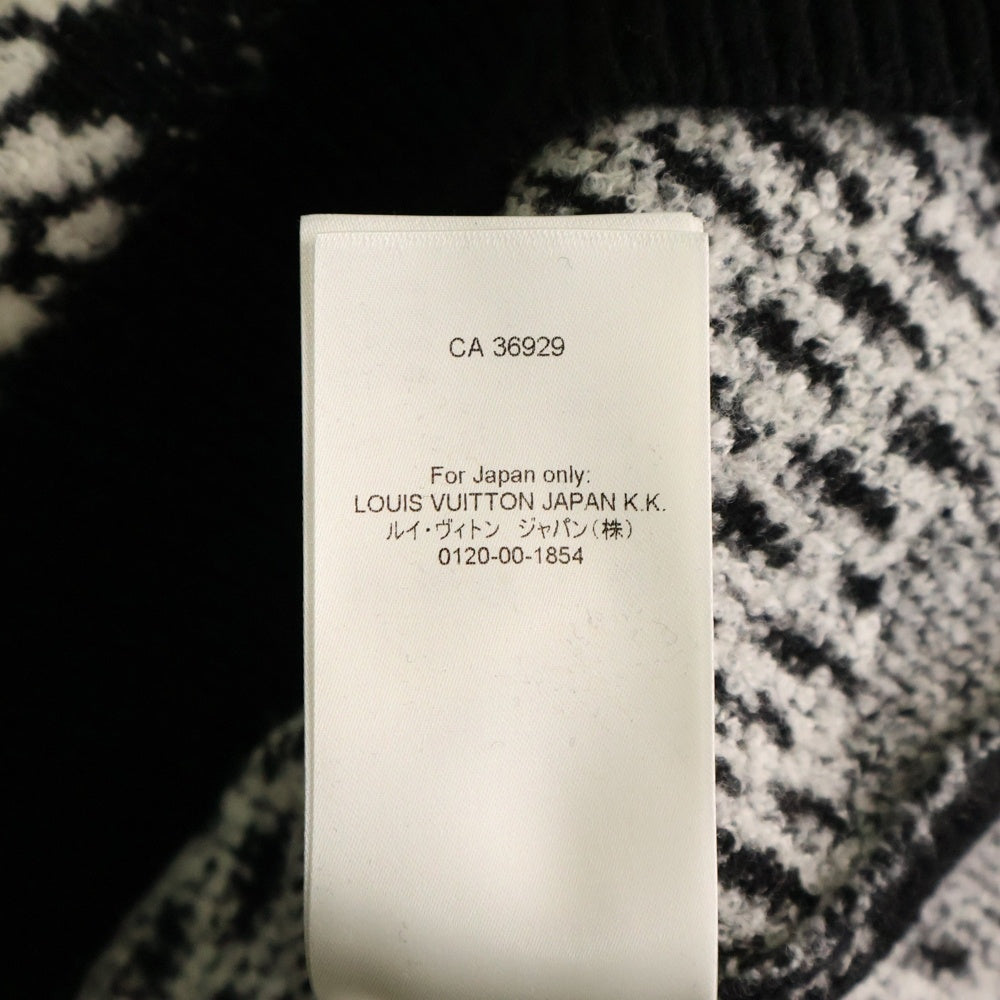 CA 36929
For Japan only:
LOUIS VUITTON JAPAN K.K.
ルイ・ヴィトン　ジャパン(株)
0120-00-1854